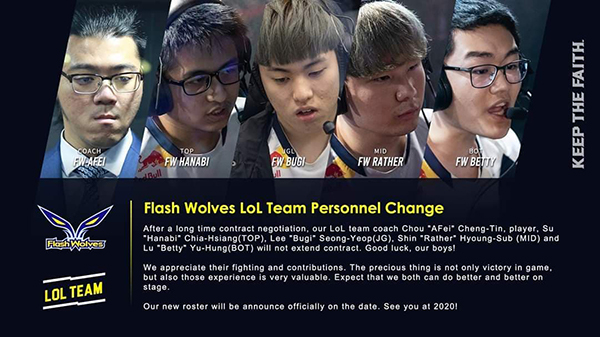 KEEP THE FAITH.
COACH
FW AFEI
TOP
FW HANABI
JGL
FW BUGI
MID
FW RATHER
BOT
FW BETTY
Flash Wolves
LOL TEAM
Flash Wolves LoL Team Personnel Change
After a long time contract negotiation, our LoL team coach Chou
"AFei" Cheng-Tin, player, Su
"Hanabi" Chia-Hsiang(TOP), Lee "Bugi" Seong-Yeop(JG), Shin "Rather" Hyoung-Sub (MID) and
Lu "Betty" Yu-Hung(BOT) will not extend contract. Good luck, our boys!
We appreciate their fighting and contributions. The precious thing is not only victory in game,
but also those experience is very valuable. Expect that we both can do better and better on
stage.
Our new roster will be announce officially on the date. See you at 2020!